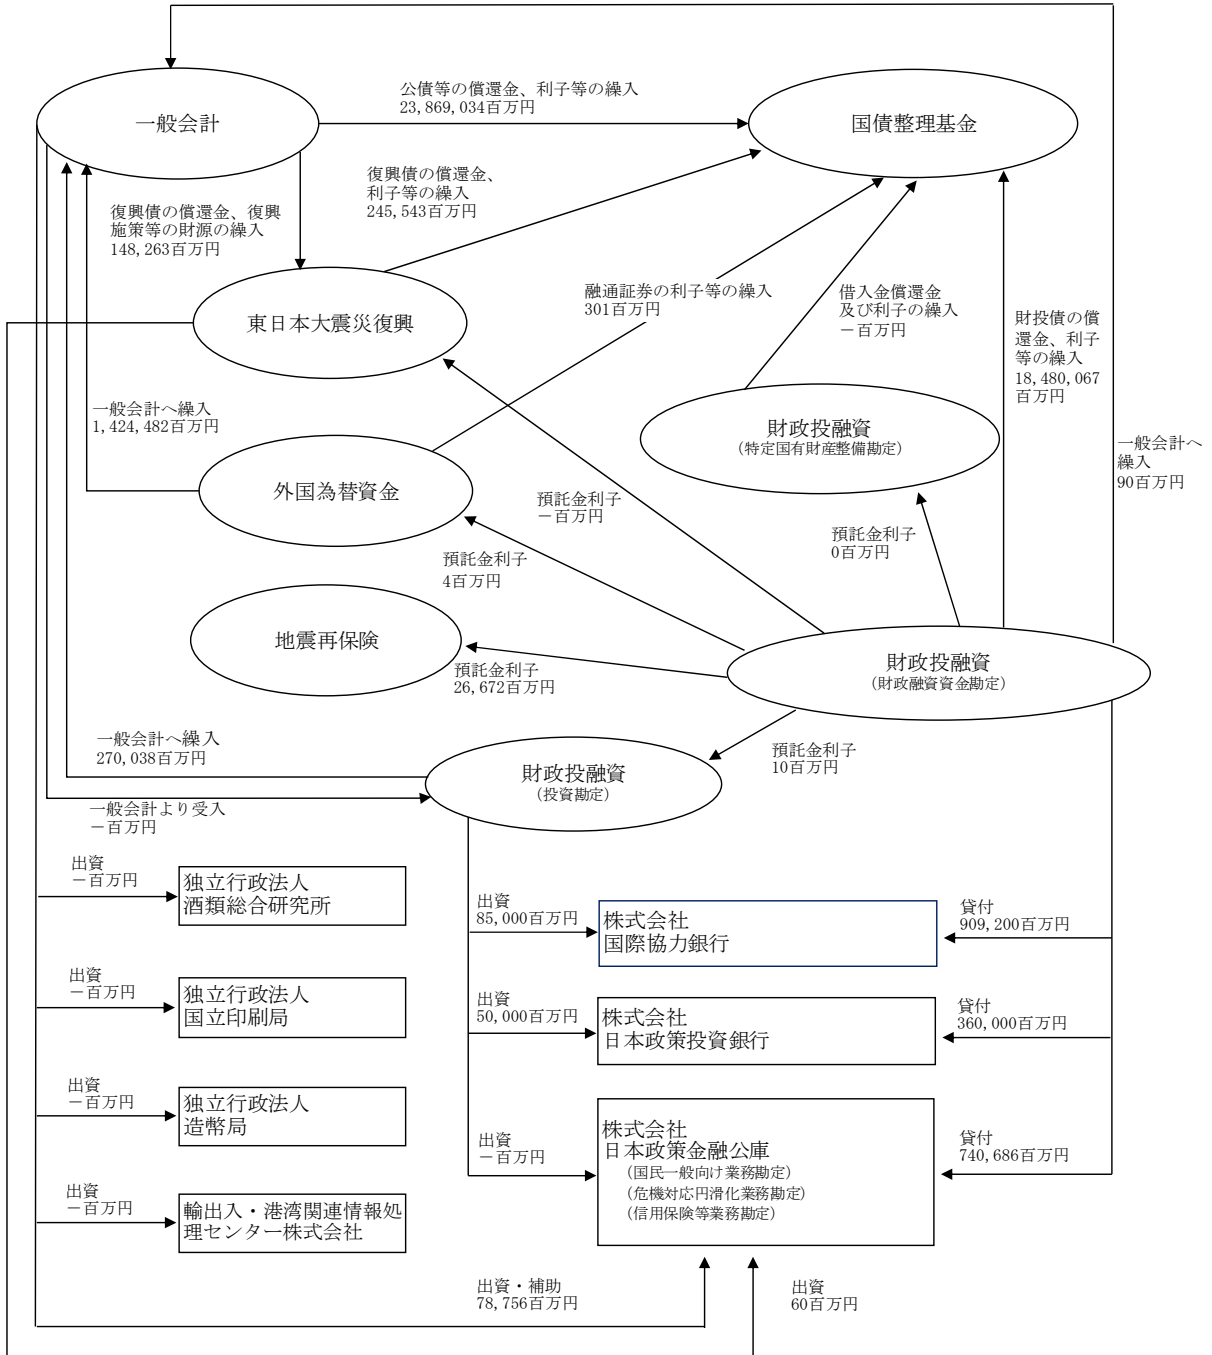 一般会計
公債等の償還金、利子等の繰入
23,869,034百万円
国債整理基金
復興債の償還金、
利子等の繰入
245,543百万円
復興債の償還金、復興
施策等の財源の繰入
148,263百万円
東日本大震災復興
融通証券の利子等の繰入
301百万円
借入金償還金
及び利子の繰入
－百万円
財投債の償
還金、利子
等の繰入
18,480,067
百万円
一般会計へ繰入
1,424,482百万円
財政投融資
（特定国有財産整備勘定）
一般会計へ
繰入
90百万円
外国為替資金
預託金利子
－百万円
預託金利子
0百万円
預託金利子
4百万円
地震再保険
預託金利子
26,672百万円
財政投融資
（財政融資資金勘定）
一般会計へ繰入
270,038百万円
財政投融資
（投資勘定）
預託金利子
10百万円
一般会計より受入
－百万円
出資
－百万円
独立行政法人
酒類総合研究所
出資
85,000百万円
株式会社
国際協力銀行
貸付
909,200百万円
出資
－百万円
独立行政法人
国立印刷局
出資
50,000百万円
株式会社
日本政策投資銀行
貸付
360,000百万円
出資
－百万円
独立行政法人
造幣局
出資
－百万円
株式会社
日本政策金融公庫
（国民一般向け業務勘定）
（危機対応円滑化業務勘定）
（信用保険等業務勘定）
貸付
740,686百万円
出資
－百万円
輸出入・港湾関連情報処
理センター株式会社
出資・補助
78,756百万円
出資
60百万円